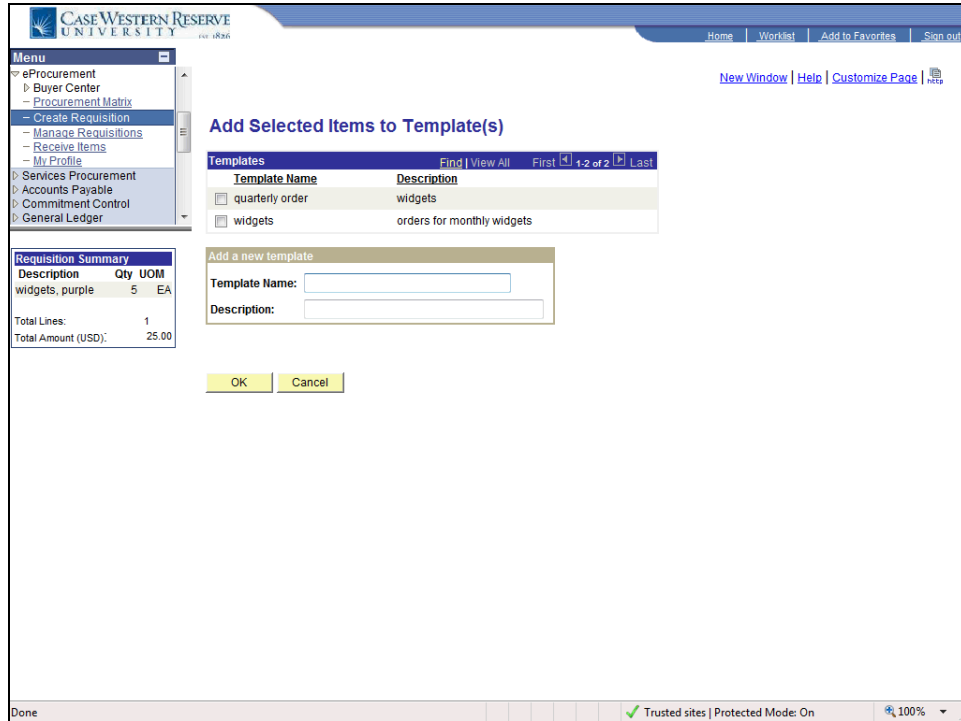 CASE WESTERN RESERVE
UNIVERSITY EST. 1826
Home Worklist Add to Favorites Sign out
Menu
eProcurement
Buyer Center
– Procurement Matrix
– Create Requisition
– Manage Requisitions
– Receive Items
– My Profile
Services Procurement
Accounts Payable
Commitment Control
General Ledger
New Window | Help | Customize Page | http
Add Selected Items to Template(s)
Templates Find | View All First 1-2 of 2 Last
Template Name Description
quarterly order widgets
widgets orders for monthly widgets
Requisition Summary
Description Qty UOM
widgets, purple 5 EA
Total Lines: 1
Total Amount (USD): 25.00
Add a new template
Template Name:
Description:
OK Cancel
Done Trusted sites | Protected Mode: On 100%